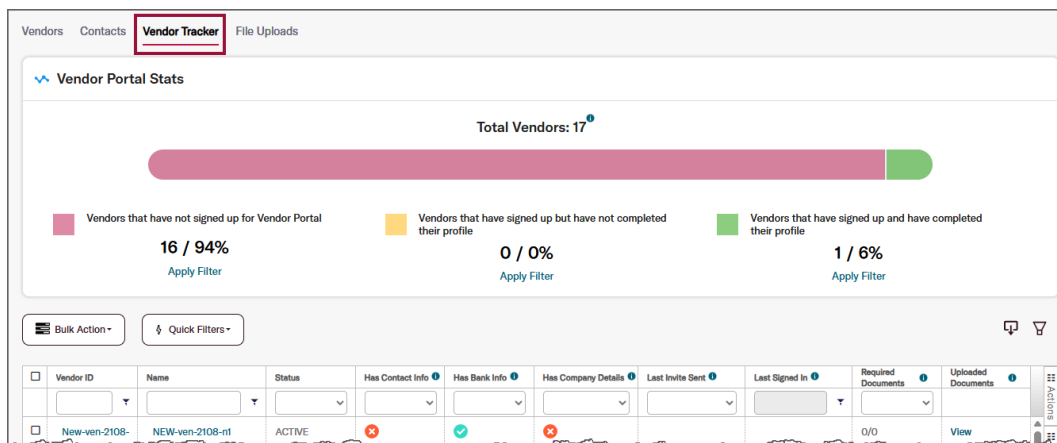 Vendors Contacts Vendor Tracker File Uploads
Vendor Portal Stats
Total Vendors: 17
Vendors that have not signed up for Vendor Portal
16 / 94%
Apply Filter
Vendors that have signed up but have not completed
their profile
0 / 0%
Apply Filter
Vendors that have signed up and have completed
their profile
1 / 6%
Apply Filter
Bulk Action Quick Filters
Vendor ID Name Status Has Contact Info Has Bank Info Has Company Details Last Invite Sent Last Signed In Required
Documents Uploaded
Documents
Actions
New-ven-2108- NEW-ven-2108-n1 ACTIVE 0/0 View